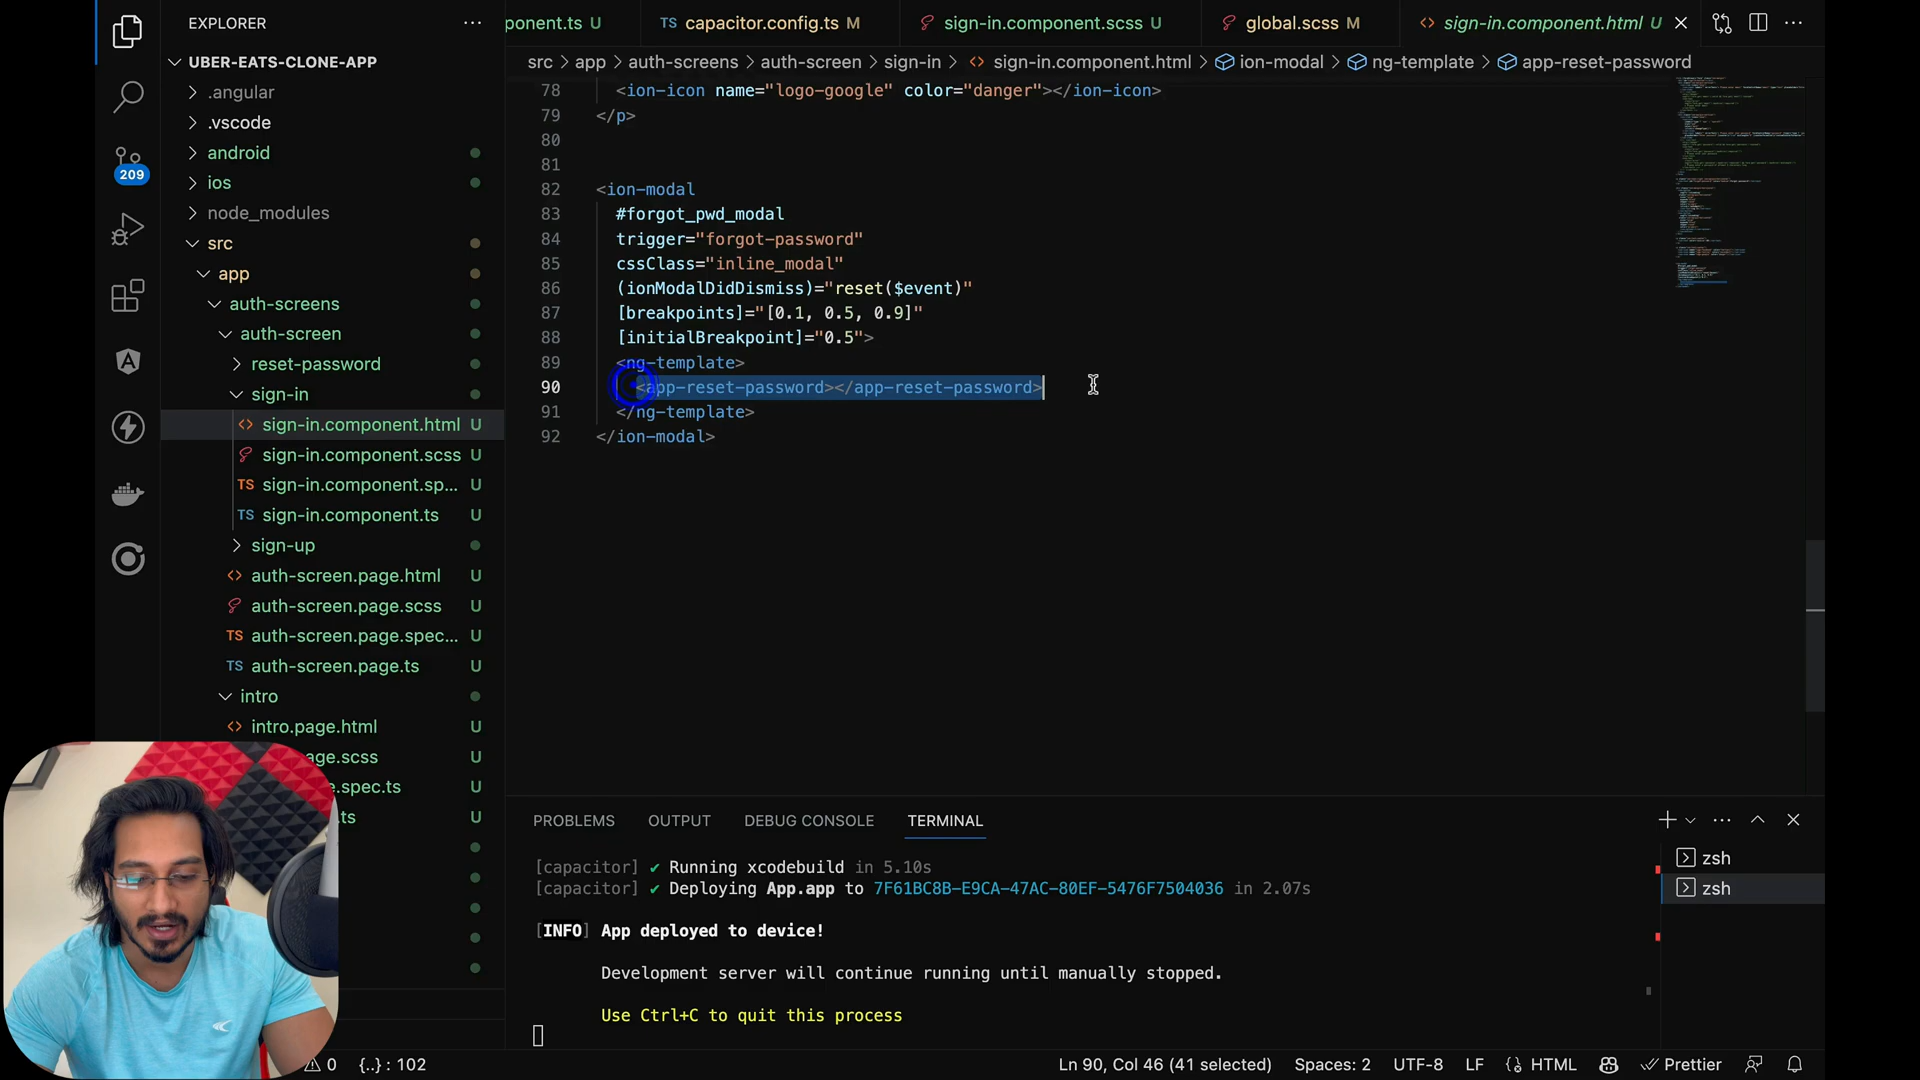 EXPLORER
UBER-EATS-CLONE-APP
.angular
.vscode
android
ios
node_modules
src
app
auth-screens
auth-screen
reset-password
sign-in
sign-in.component.html U
sign-in.component.scss U
sign-in.component.sp... U
TS sign-in.component.ts U
sign-up
auth-screen.page.html U
auth-screen.page.scss U
TS auth-screen.page.spec... U
TS auth-screen.page.ts U
intro
intro.page.html U
age.scss U
e.spec.ts U
.ts U
209
ponent.ts U
TS capacitor.config.ts M
sign-in.component.scss U
global.scss M
sign-in.component.html U
src > app > auth-screens > auth-screen > sign-in > sign-in.component.html > ion-modal > ng-template > app-reset-password
78 <ion-icon name="logo-google" color="danger"></ion-icon>
79 </p>
80
81
82 <ion-modal
83 #forgot_pwd_modal
84 trigger="forgot-password"
85 cssClass="inline_modal"
86 (ionModalDidDismiss)="reset($event)"
87 [breakpoints]="[0.1, 0.5, 0.9]"
88 [initialBreakpoint]="0.5">
89 <ng-template>
90 <app-reset-password></app-reset-password>
91 </ng-template>
92 </ion-modal>
PROBLEMS OUTPUT DEBUG CONSOLE TERMINAL
[capacitor] ✔ Running xcodebuild in 5.10s
[capacitor] ✔ Deploying App.app to 7F61BC8B-E9CA-47AC-80EF-5476F7504036 in 2.07s
[INFO] App deployed to device!
Development server will continue running until manually stopped.
Use Ctrl+C to quit this process
zsh
zsh
0 {..} : 102
Ln 90, Col 46 (41 selected) Spaces: 2 UTF-8 LF HTML Prettier